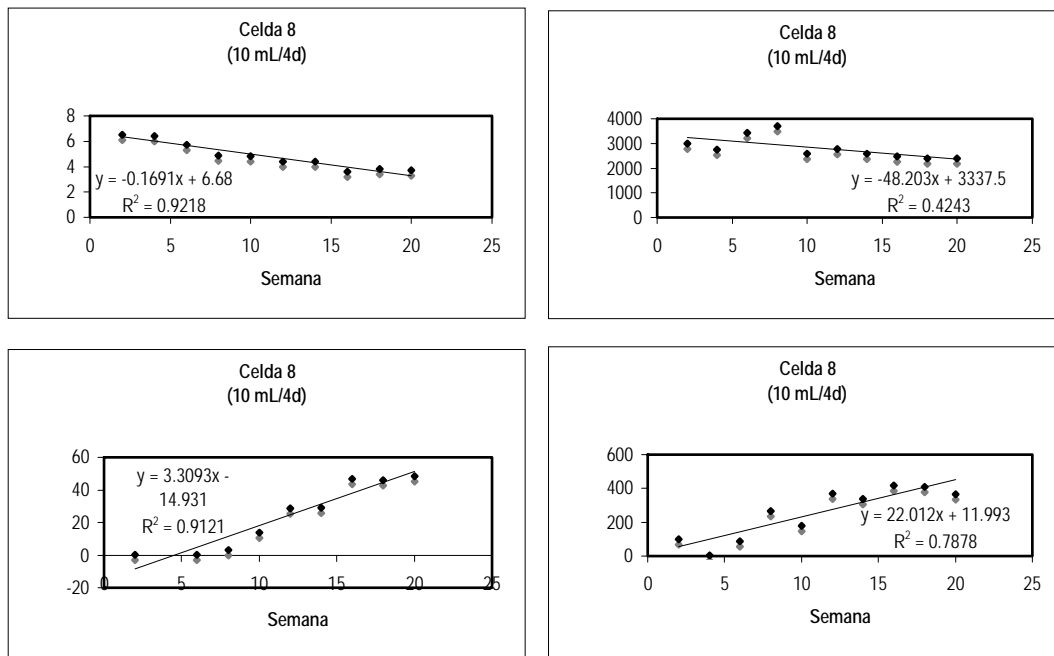 Celda 8
(10 mL/4d)
8
6
4
2
0
y = -0.1691x + 6.68
R² = 0.9218
0 5 10 15 20 25
Semana
Celda 8
(10 mL/4d)
4000
3000
2000
1000
0
y = -48.203x + 3337.5
R² = 0.4243
0 5 10 15 20 25
Semana
Celda 8
(10 mL/4d)
60
40
20
0
-20
y = 3.3093x -
14.931
R² = 0.9121
0 5 10 15 20 25
Semana
Celda 8
(10 mL/4d)
600
400
200
0
y = 22.012x + 11.993
R² = 0.7878
0 5 10 15 20 25
Semana